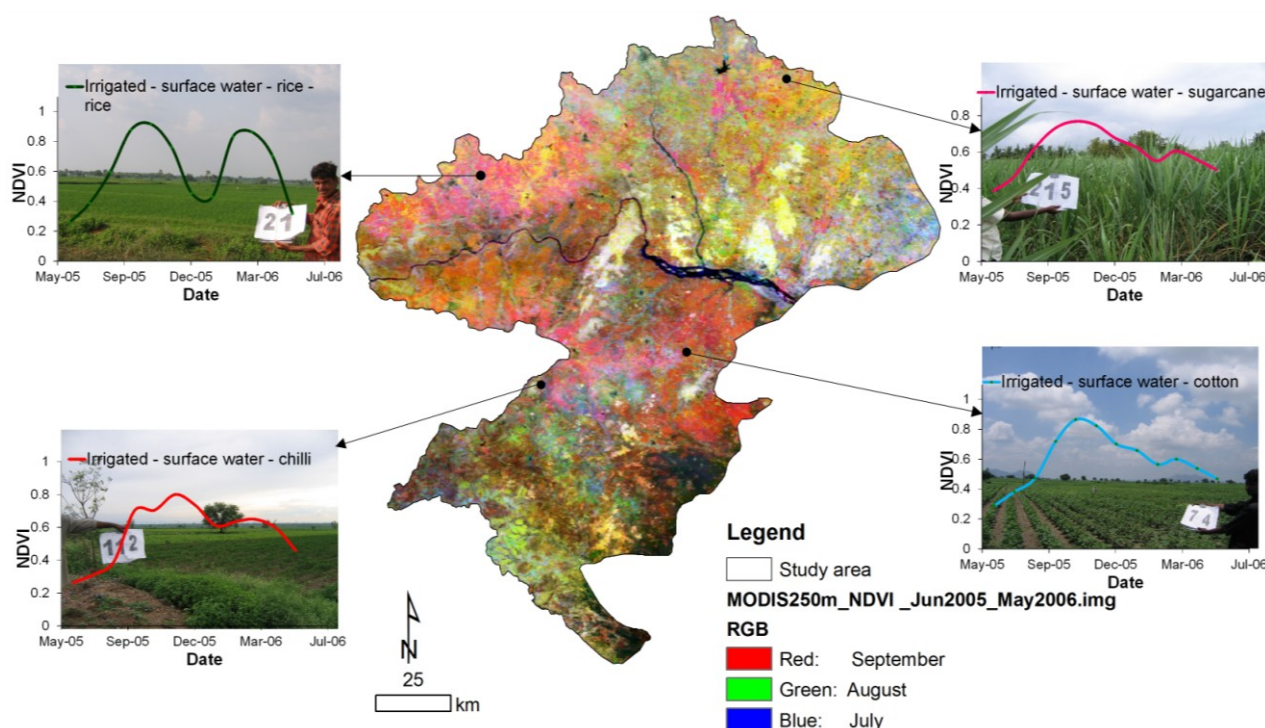 Irrigated - surface water - rice -
rice
1
0.8
0.6
0.4
0.2
0
NDVI
21
May-05 Sep-05 Dec-05 Mar-06 Jul-06
Date
Irrigated - surface water - sugarcane
1
0.8
0.6
0.4
0.2
0
NDVI
215
May-05 Sep-05 Dec-05 Mar-06 Jul-06
Date
Irrigated - surface water - chilli
1
0.8
0.6
0.4
0.2
0
NDVI
112
May-05 Sep-05 Dec-05 Mar-06 Jul-06
Date
Irrigated - surface water - cotton
1
0.8
0.6
0.4
0.2
0
NDVI
74
May-05 Sep-05 Dec-05 Mar-06 Jul-06
Date
N
25
km
Legend
Study area
MODIS250m_NDVI _Jun2005_May2006.img
RGB
Red: September
Green: August
Blue: July